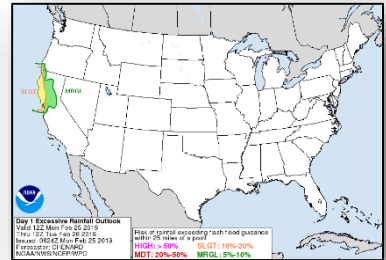 SLGT
MRGL
NOAA
Day 1 Excessive Rainfall Outlook
Valid 12Z Mon Feb 25 2019
Thru 12Z Tue Feb 26 2019
Issued: 0824Z Mon Feb 25 2019
Forecaster: CHENARD
NOAA/NWS/NCEP/WPC
Risk of rainfall exceeding flash flood guidance
within 25 miles of a point
HIGH: > 50% SLGT: 10%-20%
MDT: 20%-50% MRGL: 5%-10%